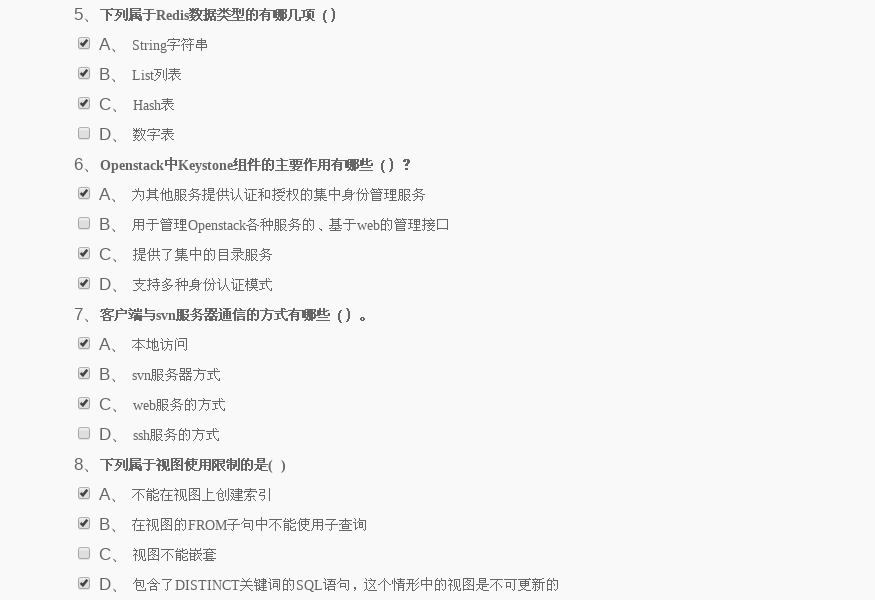 5、下列属于Redis数据类型的有哪几项（）
A、 String字符串
B、 List列表
C、 Hash表
D、 数字表
6、Openstack中Keystone组件的主要作用有哪些（）？
A、 为其他服务提供认证和授权的集中身份管理服务
B、 用于管理Openstack各种服务的、基于web的管理接口
C、 提供了集中的目录服务
D、 支持多种身份认证模式
7、客户端与svn服务器通信的方式有哪些（）。
A、 本地访问
B、 svn服务器方式
C、 web服务的方式
D、 ssh服务的方式
8、下列属于视图使用限制的是( )
A、 不能在视图上创建索引
B、 在视图的FROM子句中不能使用子查询
C、 视图不能嵌套
D、 包含了DISTINCT关键词的SQL语句，这个情形中的视图是不可更新的